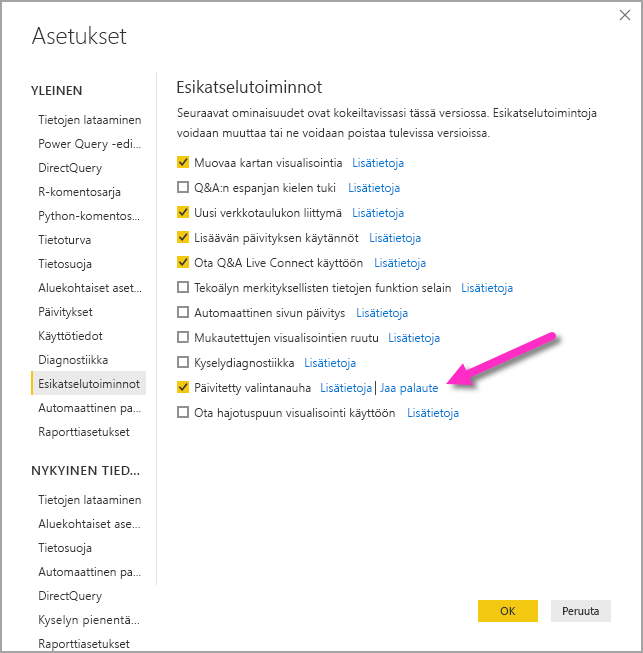 Asetukset
YLEINEN
Tietojen lataaminen
Power Query -edi...
DirectQuery
R-komentosarja
Python-komentos...
Tietoturva
Tietosuoja
Aluekohtaiset aset...
Päivitykset
Käyttötiedot
Diagnostiikka
Esikatselutoiminnot
Automaattinen pa...
Raporttiasetukset
NYKYINEN TIED...
Tietojen lataaminen
Aluekohtaiset ase...
Tietosuoja
Automaattinen pa...
DirectQuery
Kyselyn pienentä...
Raporttiasetukset
Esikatselutoiminnot
Seuraavat ominaisuudet ovat kokeiltavissasi tässä versiossa. Esikatselutoimintoja
voidaan muuttaa tai ne voidaan poistaa tulevissa versioissa.
Muovaa kartan visualisointia Lisätietoja
Q&A:n espanjan kielen tuki Lisätietoja
Uusi verkkotaulukon liittymä Lisätietoja
Lisäävän päivityksen käytännöt Lisätietoja
Ota Q&A Live Connect käyttöön Lisätietoja
Tekoälyn merkityksellisten tietojen funktion selain Lisätietoja
Automaattinen sivun päivitys Lisätietoja
Mukautettujen visualisointien ruutu Lisätietoja
Kyselydiagnostiikka Lisätietoja
Päivitetty valintanauha Lisätietoja | Jaa palaute
Ota hajotuspuun visualisointi käyttöön Lisätietoja
OK Peruuta